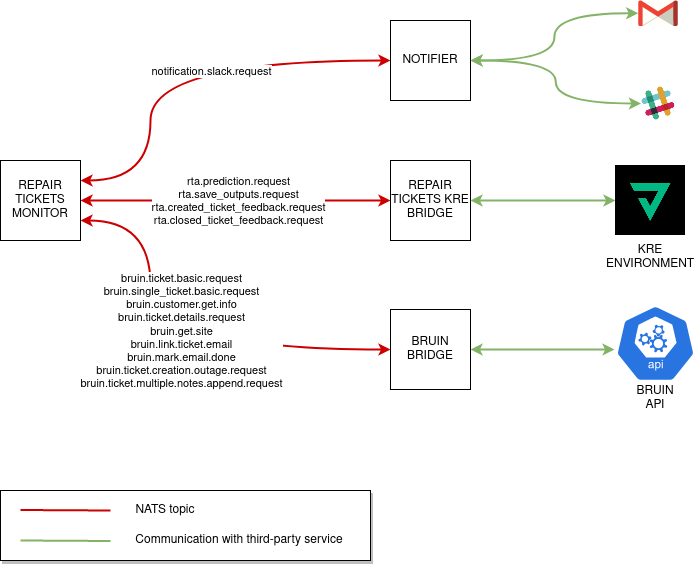 notification.slack.request
NOTIFIER
REPAIR
TICKETS
MONITOR
rta.prediction.request
rta.save_outputs.request
rta.created_ticket_feedback.request
rta.closed_ticket_feedback.request
REPAIR
TICKETS KRE
BRIDGE
KRE
ENVIRONMENT
bruin.ticket.basic.request
bruin.single_ticket.basic.request
bruin.customer.get.info
bruin.ticket.details.request
bruin.get.site
bruin.link.ticket.email
bruin.mark.email.done
bruin.ticket.creation.outage.request
bruin.ticket.multiple.notes.append.request
BRUIN
BRIDGE
api
BRUIN
API
NATS topic
Communication with third-party service